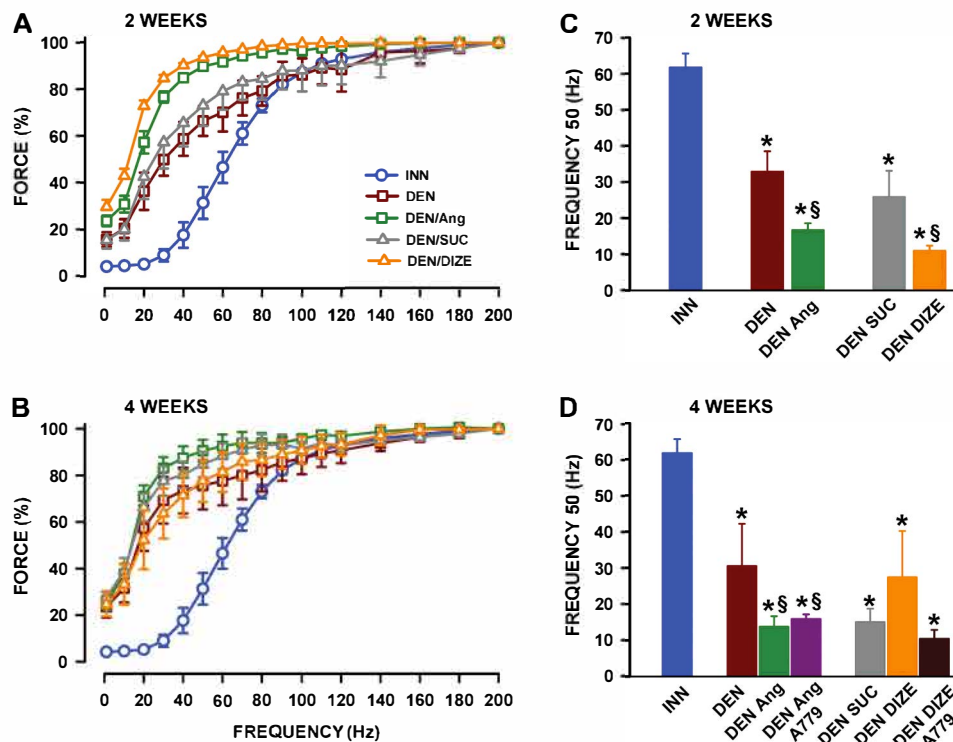 A 2 WEEKS
FORCE (%)
100
80
60
40
20
0
INN
DEN
DEN/Ang
DEN/SUC
DEN/DIZE
0 20 40 60 80 100 120 140 160 180 200
B 4 WEEKS
FORCE (%)
100
80
60
40
20
0
0 20 40 60 80 100 120 140 160 180 200
FREQUENCY (Hz)
C 2 WEEKS
FREQUENCY 50 (Hz)
70
60
50
40
30
20
10
0
*
*§
*
*§
INN
DEN
DEN Ang
DEN SUC
DEN DIZE
D 4 WEEKS
FREQUENCY 50 (Hz)
70
60
50
40
30
20
10
0
*
*§
*§
*
*
*
INN
DEN
DEN Ang
DEN Ang
A779
DEN SUC
DEN DIZE
DEN DIZE
A779